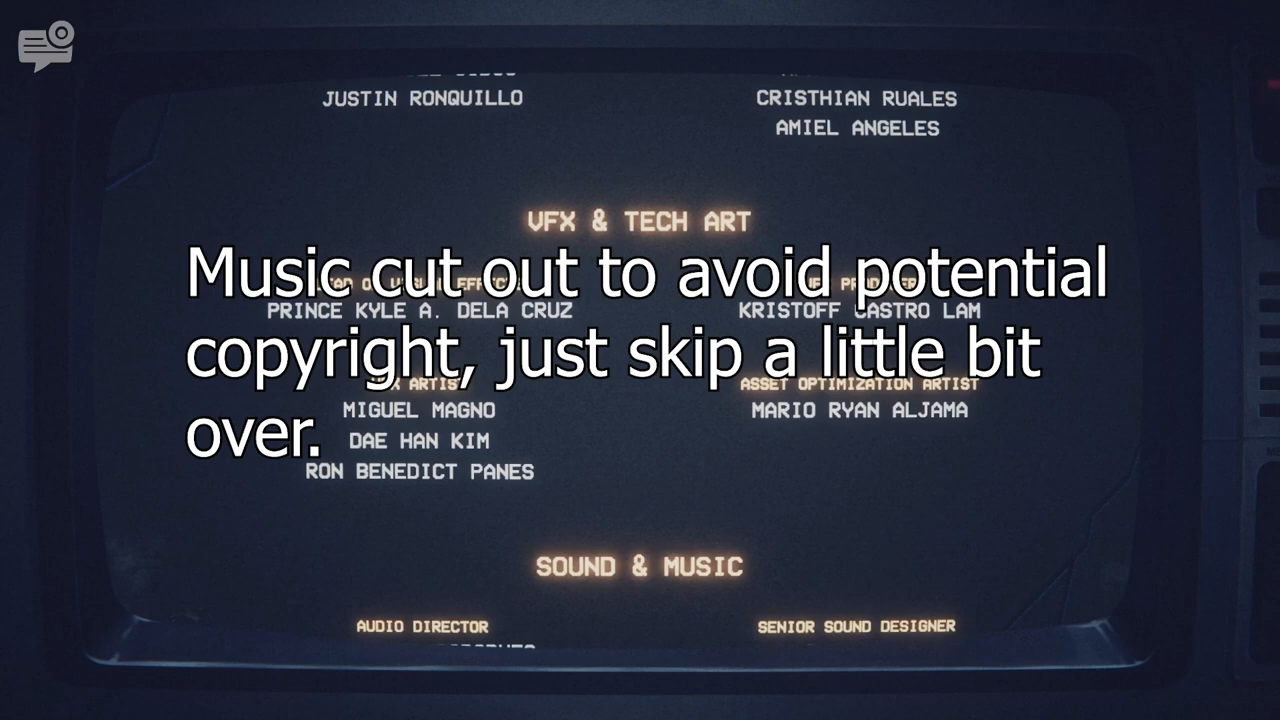 JUSTIN RONQUILLO
CRISTHIAN RUALES
AMIEL ANGELES
VFX & TECH ART
Music cut out to avoid potential
PRINCE KYLE A. DELA CRUZ
KRISTOFF CASTRO LAM
copyright, just skip a little bit
ARTIST
ASSET OPTIMIZATION ARTIST
MIGUEL MAGNO
MARIO RYAN ALJAMA
over.
DAE HAN KIM
RON BENEDICT PANES
SOUND & MUSIC
AUDIO DIRECTOR
SENIOR SOUND DESIGNER